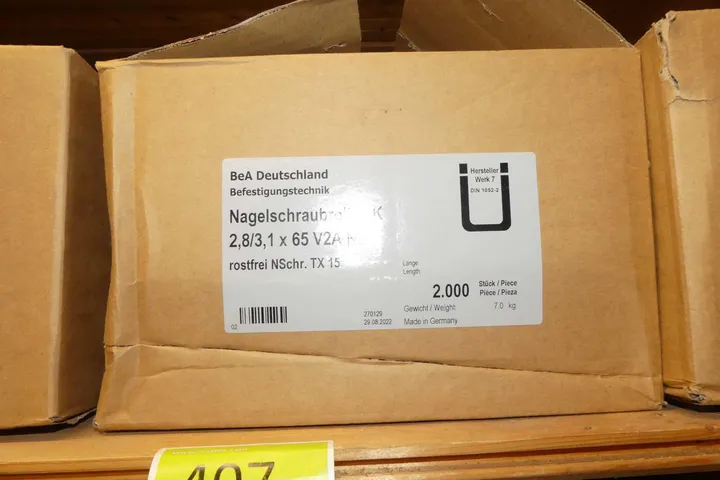 BeA Deutschland
Befestigungstechnik
Hersteller
Werk 7
DIN 1052-2
2,8/3,1 x 65 V2A
rostfrei NSchr. TX 15
Länge
Length
2.000 Stück / Piece
Pièce / Pieza
Gewicht / Weight 7.0 kg
Made in Germany
270129
29.08.2022
02
407